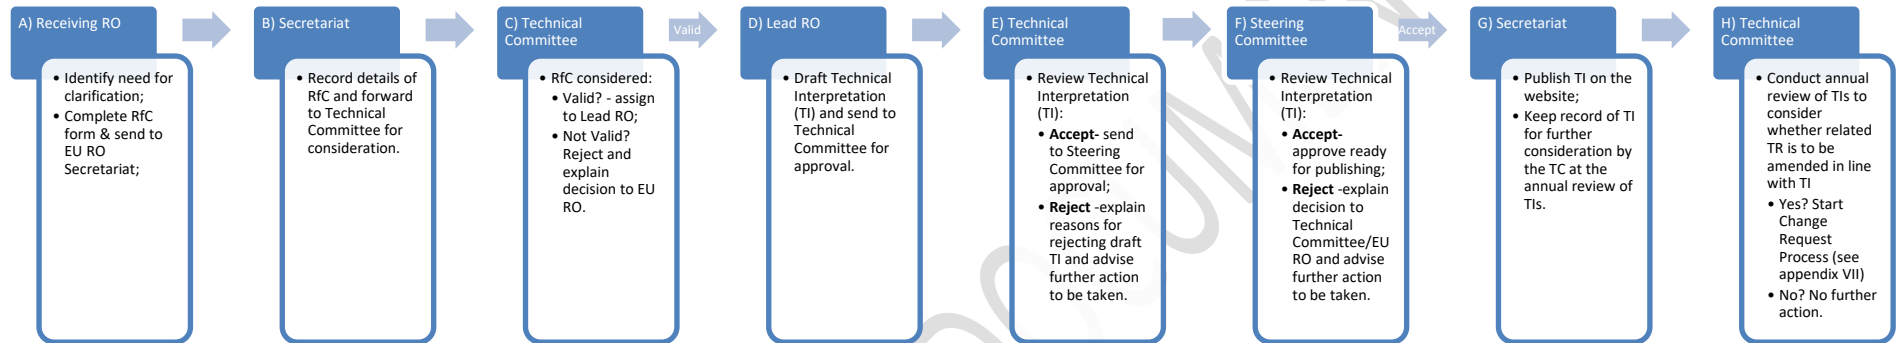 A) Receiving RO
• Identify need for
clarification;
• Complete RfC
form & send to
EU RO
Secretariat;
B) Secretariat
• Record details of
RfC and forward
to Technical
Committee for
consideration.
C) Technical
Committee
• RfC considered:
• Valid? - assign
to Lead RO;
• Not Valid?
Reject and
explain
decision to EU
RO.
Valid
D) Lead RO
• Draft Technical
Interpretation
(TI) and send to
Technical
Committee for
approval.
E) Technical
Committee
• Review Technical
Interpretation
(TI):
• Accept- send
to Steering
Committee for
approval;
• Reject -explain
reasons for
rejecting draft
TI and advise
further action
to be taken.
F) Steering
Committee
• Review Technical
Interpretation
(TI):
• Accept-
approve ready
for publishing;
• Reject -explain
decision to
Technical
Committee/EU
RO and advise
further action
to be taken.
Accept
G) Secretariat
• Publish TI on the
website;
• Keep record of TI
for further
consideration by
the TC at the
annual review of
TIs.
H) Technical
Committee
• Conduct annual
review of TIs to
consider
whether related
TR is to be
amended in line
with TI
• Yes? Start
Change
Request
Process (see
appendix VII)
• No? No further
action.